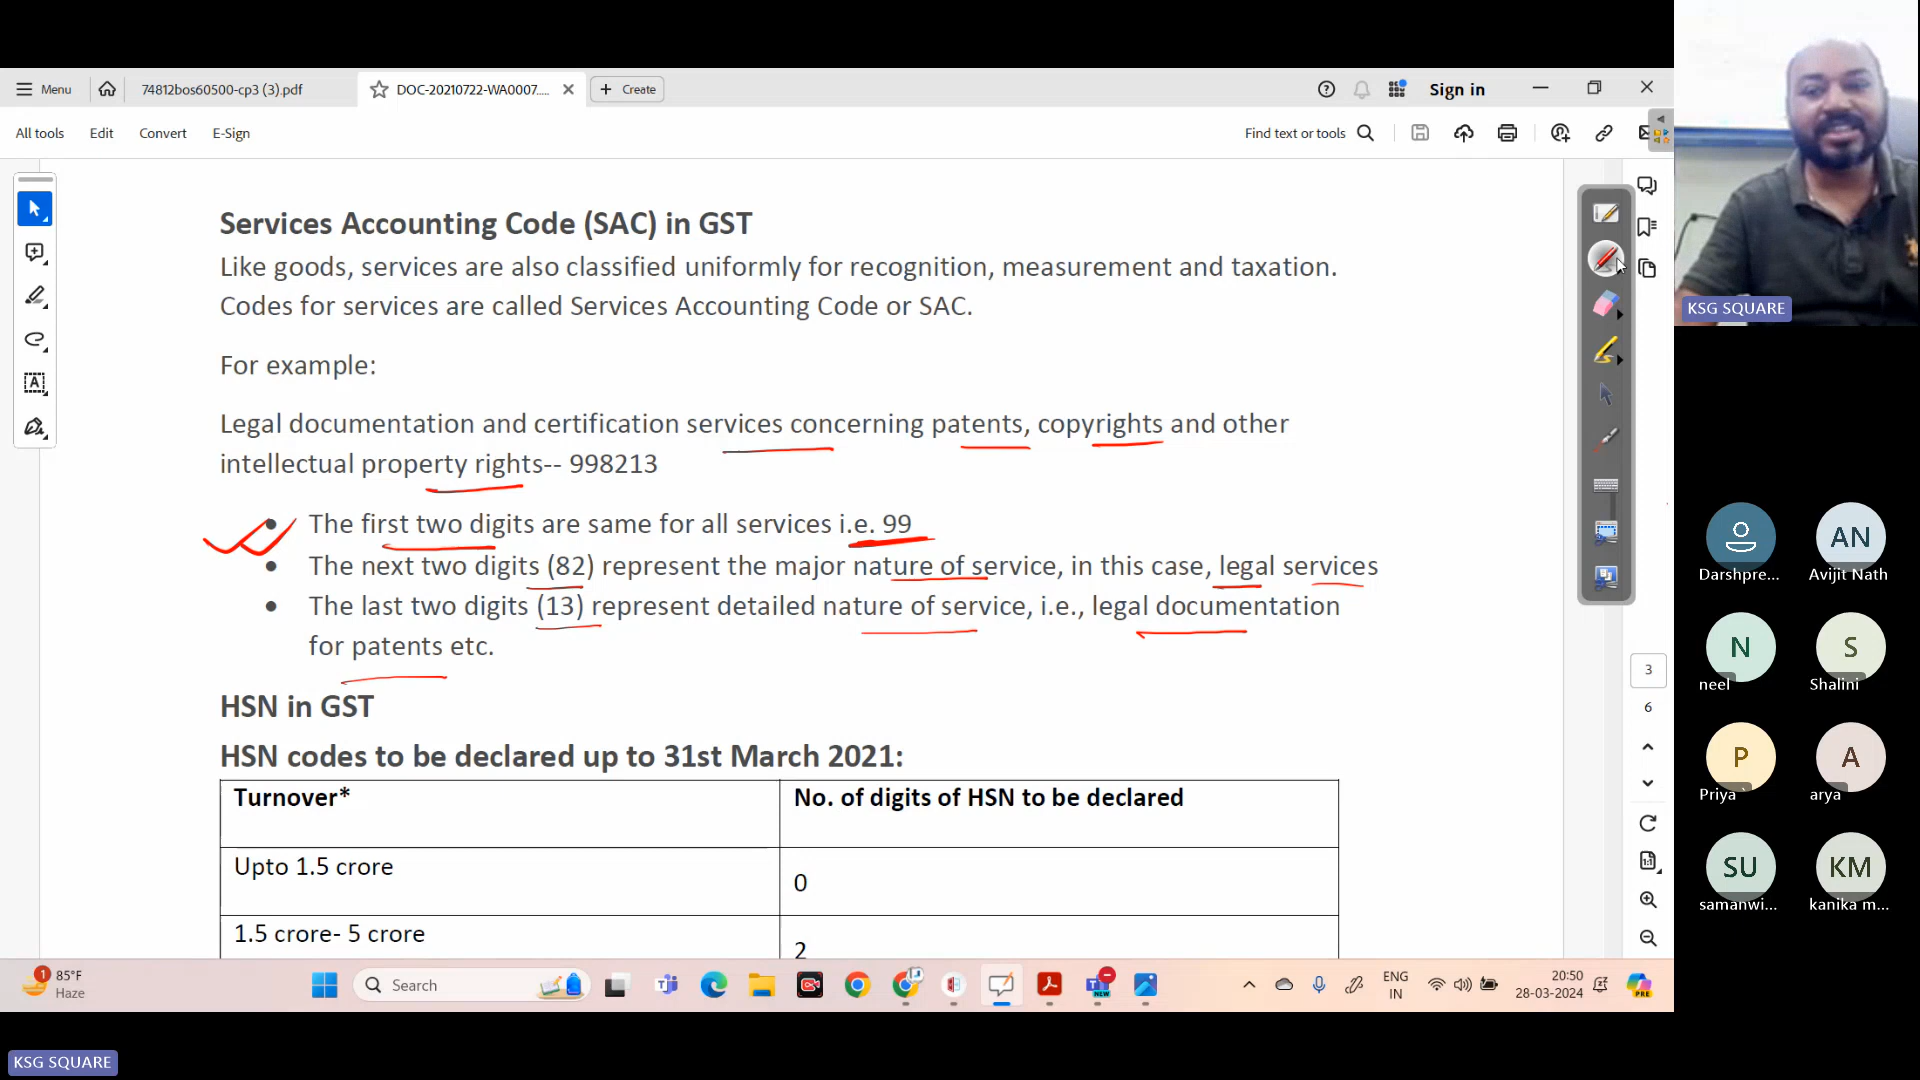 Menu
74812bos60500-cp3 (3).pdf
DOC-20210722-WA0007....
Create
Sign in
All tools
Edit
Convert
E-Sign
Find text or tools
Services Accounting Code (SAC) in GST
Like goods, services are also classified uniformly for recognition, measurement and taxation.
Codes for services are called Services Accounting Code or SAC.
For example:
Legal documentation and certification services concerning patents, copyrights and other
intellectual property rights-- 998213
• The first two digits are same for all services i.e. 99
• The next two digits (82) represent the major nature of service, in this case, legal services
• The last two digits (13) represent detailed nature of service, i.e., legal documentation
for patents etc.
HSN in GST
HSN codes to be declared up to 31st March 2021:
Turnover* No. of digits of HSN to be declared
Upto 1.5 crore 0
1.5 crore- 5 crore 2
3
6
1:1
KSG SQUARE
AN
Darshpre...
Avijit Nath
N
S
neel
Shalini
P
A
Priya `
arya
SU
KM
samanwi...
kanika m...
1
85°F
Haze
Search
NEW
ENG
IN
20:50
28-03-2024
PRE
KSG SQUARE